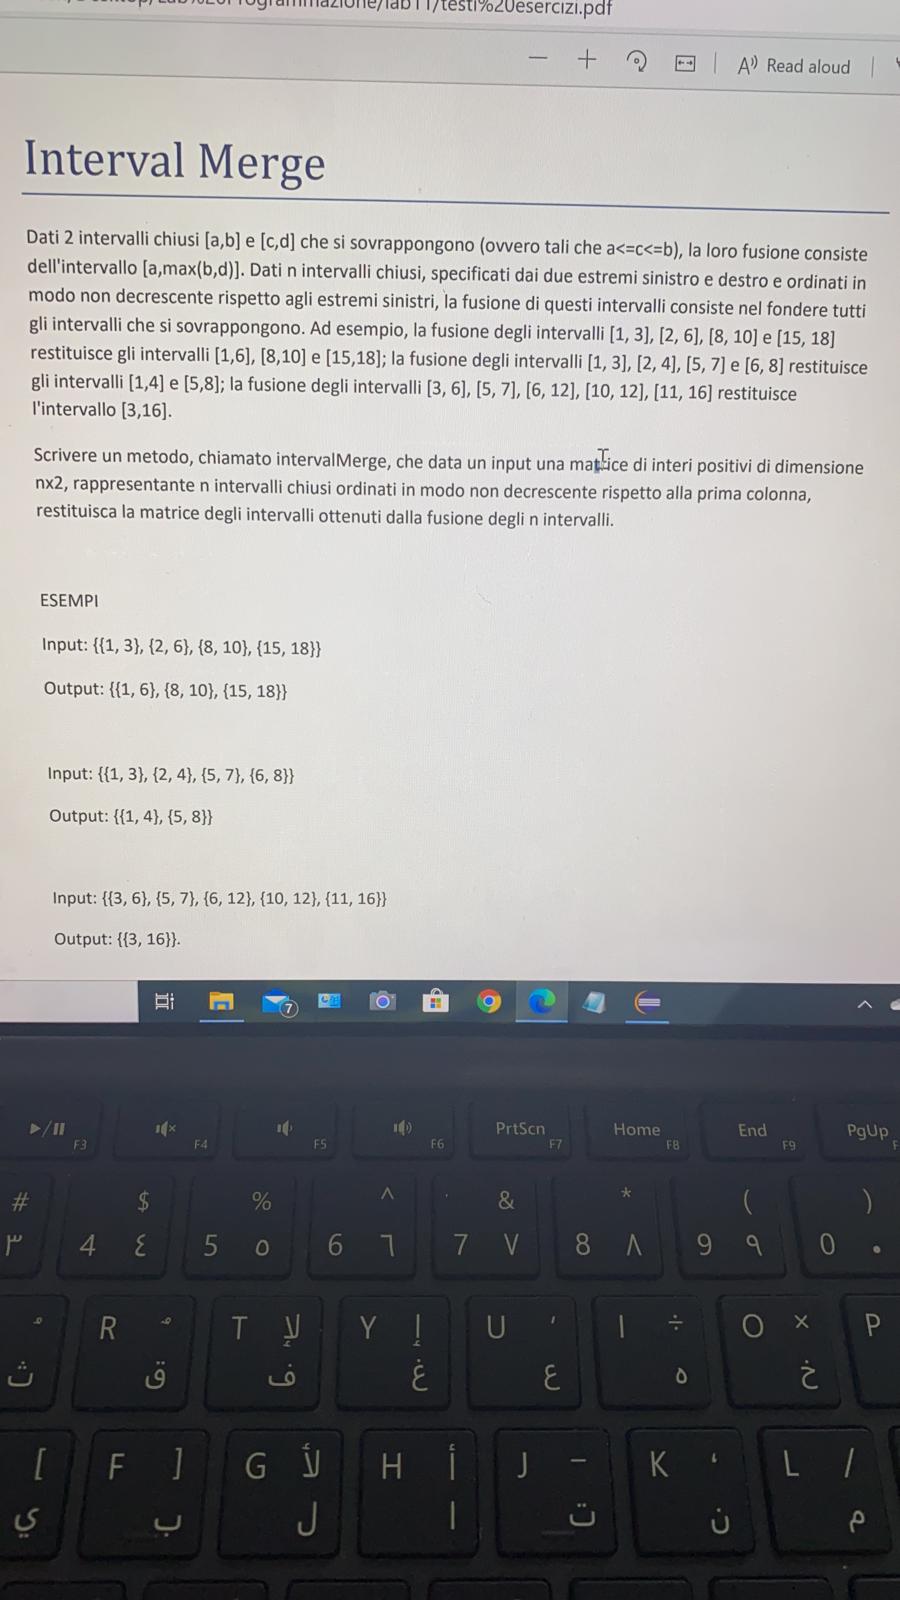 /lab11/testi%20esercizi.pdf
Read aloud
Interval Merge
Dati 2 intervalli chiusi [a,b] e [c,d] che si sovrappongono (ovvero tali che a<=c<=b), la loro fusione consiste
dell'intervallo [a,max(b,d)]. Dati n intervalli chiusi, specificati dai due estremi sinistro e destro e ordinati in
modo non decrescente rispetto agli estremi sinistri, la fusione di questi intervalli consiste nel fondere tutti
gli intervalli che si sovrappongono. Ad esempio, la fusione degli intervalli [1, 3], [2, 6], [8, 10] e [15, 18]
restituisce gli intervalli [1,6], [8,10] e [15,18]; la fusione degli intervalli [1, 3], [2, 4], [5, 7] e [6, 8] restituisce
gli intervalli [1,4] e [5,8]; la fusione degli intervalli [3, 6], [5, 7], [6, 12], [10, 12], [11, 16] restituisce
l'intervallo [3,16].
Scrivere un metodo, chiamato intervalMerge, che data un input una matrice di interi positivi di dimensione
nx2, rappresentante n intervalli chiusi ordinati in modo non decrescente rispetto alla prima colonna,
restituisca la matrice degli intervalli ottenuti dalla fusione degli n intervalli.
ESEMPI
Input: {{1, 3}, {2, 6}, {8, 10}, {15, 18}}
Output: {{1, 6}, {8, 10}, {15, 18}}
Input: {{1, 3}, {2, 4}, {5, 7}, {6, 8}}
Output: {{1, 4}, {5, 8}}
Input: {{3, 6}, {5, 7}, {6, 12}, {10, 12}, {11, 16}}
Output: {{3, 16}}.
7
PrtScn Home End PgUp
F3 F4 F5 F6 F7 F8 F9
# $ % ^ & * ( )
٣ 4 ٤ 5 ٥ 6 ٦ 7 ٧ 8 ٨ 9 ٩ 0 ٠
R T لإ Y إ U ‘ I ÷ O × P
ث ق ف غ ع ه خ
[ F ] G لأ H أ J ـ K ، L /
ي ب ل ا ت ن م